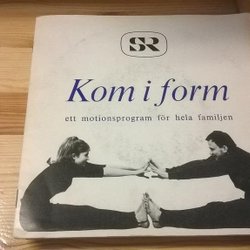 SR
Kom i form
ett motionsprogram för hela familjen